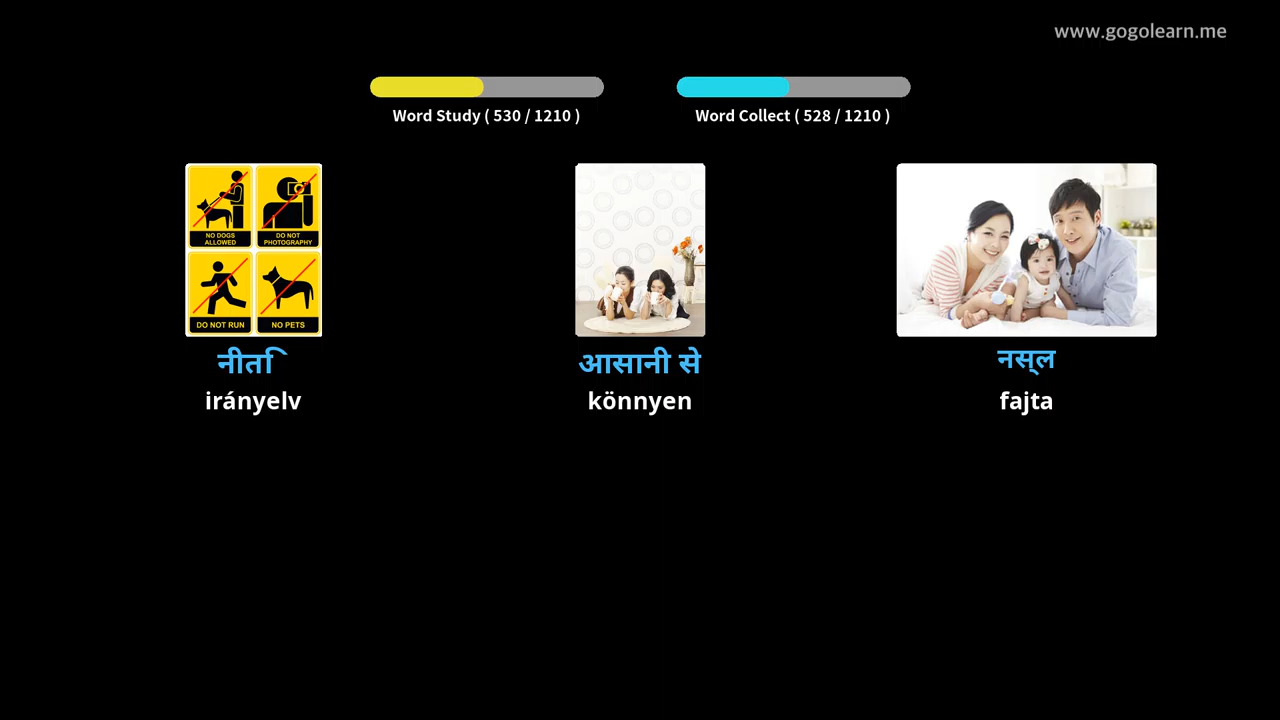 www.gogolearn.me
Word Study ( 530 / 1210 )
Word Collect ( 528 / 1210 )
NO DOGS
ALLOWED
DO NOT
PHOTOGRAPHY
DO NOT RUN
NO PETS
नीति
आसानी से
नस्ल
irányelv
könnyen
fajta